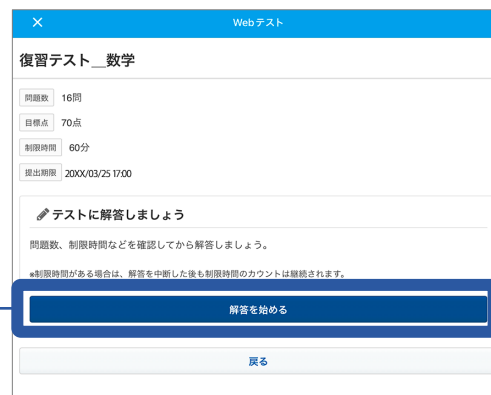 × Webテスト
復習テスト__数学
問題数 16問
目標点 70点
制限時間 60分
提出期限 20XX/03/25 17:00
テストに解答しましょう
問題数、制限時間などを確認してから解答しましょう。
※制限時間がある場合は、解答を中断した後も制限時間のカウントは継続されます。
解答を始める
戻る